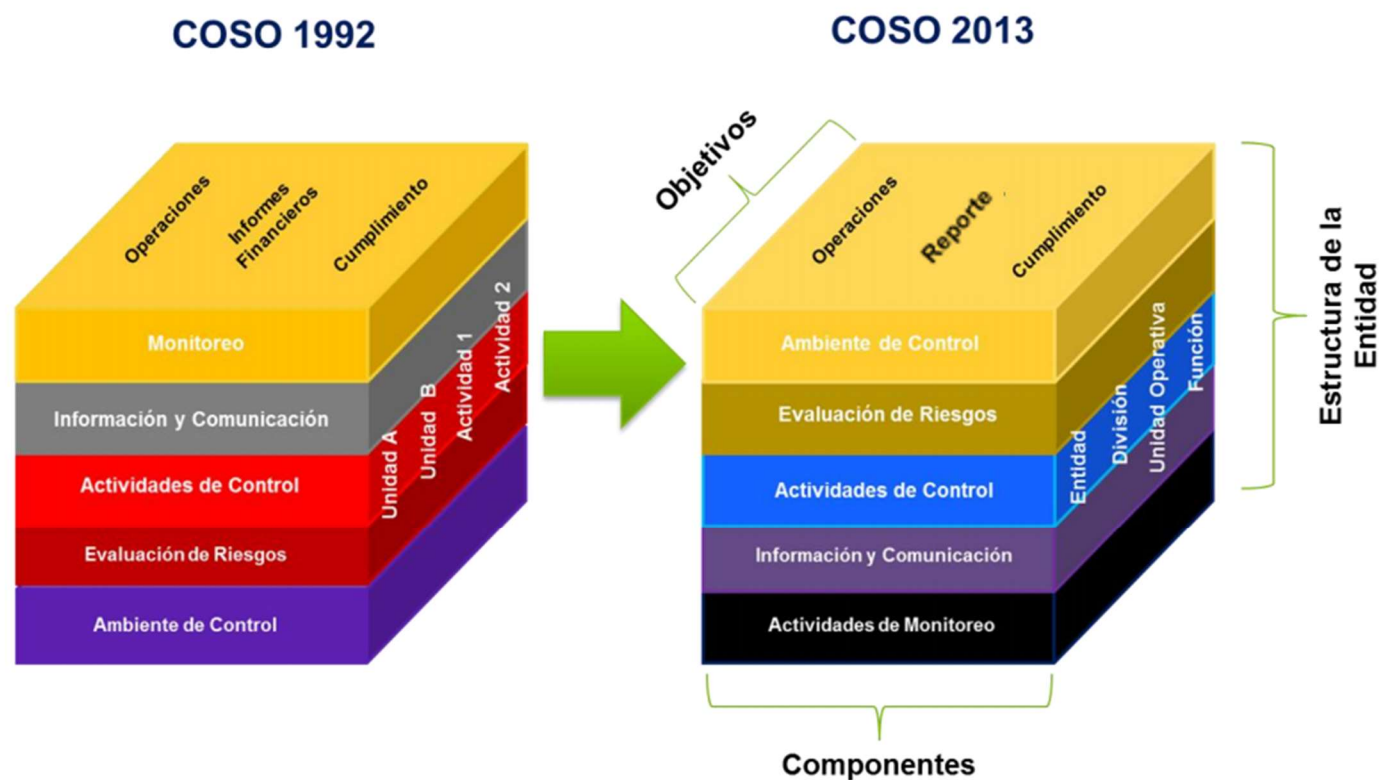 COSO 1992
Operaciones
Informes
Financieros
Cumplimiento
Monitoreo
Información y Comunicación
Actividades de Control
Evaluación de Riesgos
Ambiente de Control
Unidad A
Unidad B
Actividad 1
Actividad 2
COSO 2013
Objetivos
Operaciones
Reporte
Cumplimiento
Ambiente de Control
Evaluación de Riesgos
Actividades de Control
Información y Comunicación
Actividades de Monitoreo
Entidad
División
Unidad Operativa
Función
Estructura de la
Entidad
Componentes